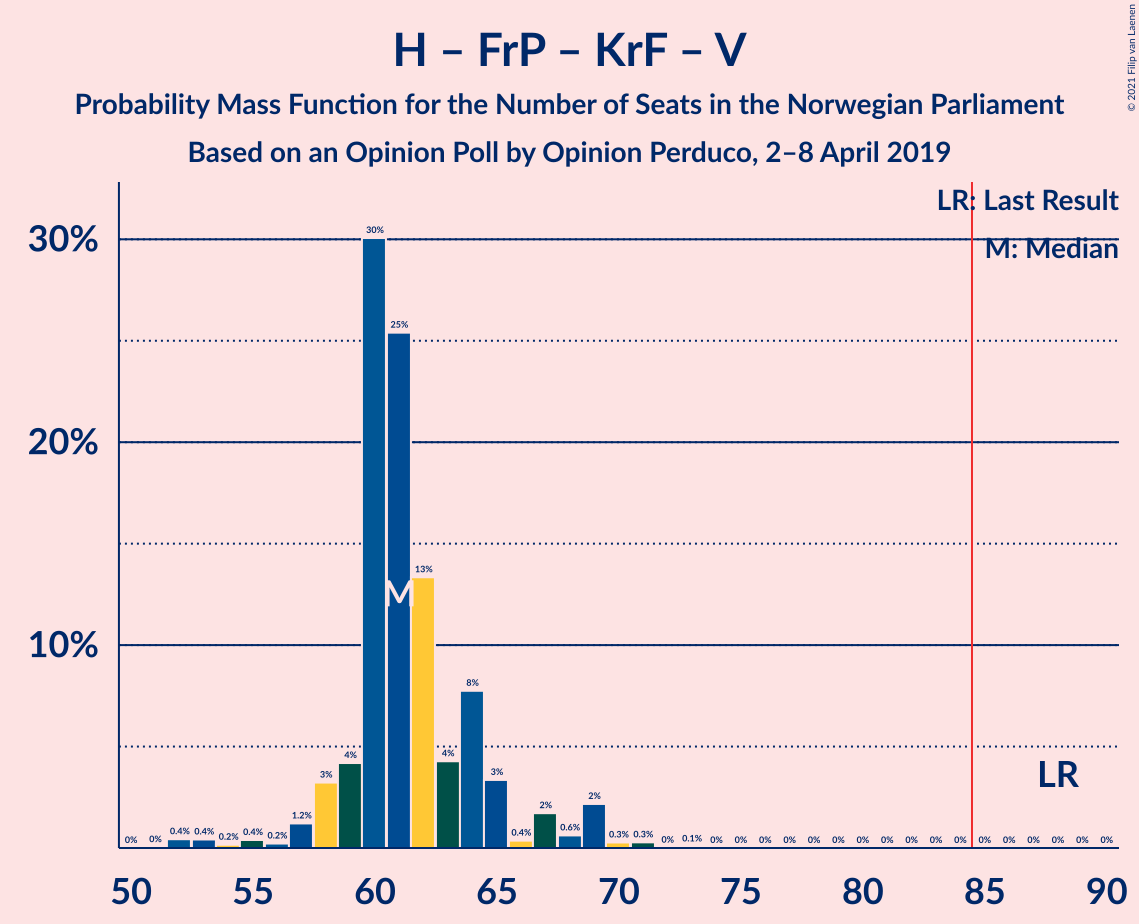 H – FrP – KrF – V
Probability Mass Function for the Number of Seats in the Norwegian Parliament
Based on an Opinion Poll by Opinion Perduco, 2–8 April 2019
© 2021 Filip van Laenen
LR: Last Result
M: Median
30%
20%
10%
0% 0% 0.4% 0.4% 0.2% 0.4% 0.2% 1.2% 3% 4% 30% 25% 13% 4% 8% 3% 0.4% 2% 0.6% 2% 0.3% 0.3% 0% 0.1% 0% 0% 0% 0% 0% 0% 0% 0% 0% 0% 0% 0% 0% 0% 0% 0% 0%
M
LR
50 55 60 65 70 75 80 85 90